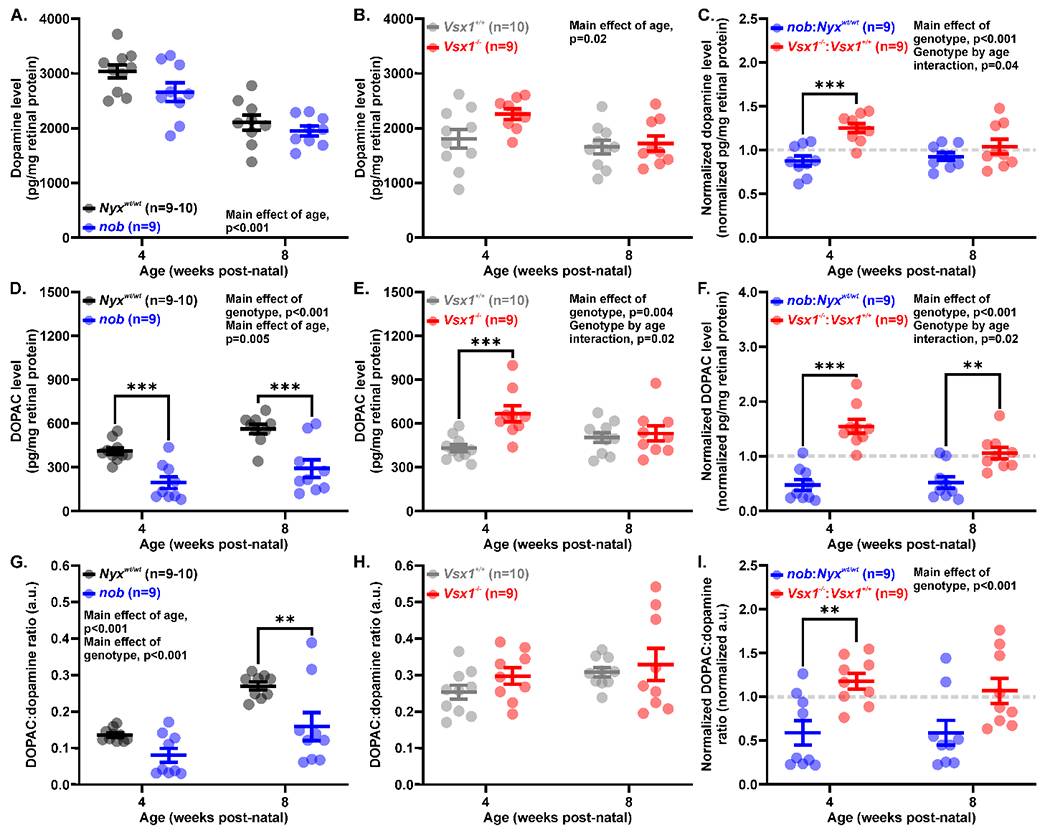 A.
4000
3000
2000
1000
0
Dopamine level
(pg/mg retinal protein)
Nyxwt/wt (n=9-10)
nob (n=9)
Main effect of age,
p<0.001
4
8
Age (weeks post-natal)
B.
4000
3000
2000
1000
0
Dopamine level
(pg/mg retinal protein)
Vsx1+/+ (n=10)
Vsx1-/- (n=9)
Main effect of age,
p=0.02
4
8
Age (weeks post-natal)
C.
2.5
2.0
1.5
1.0
0.5
0.0
Normalized dopamine level
(normalized pg/mg retinal protein)
nob:Nyxwt/wt (n=9)
Vsx1-/-:Vsx1+/+ (n=9)
Main effect of
genotype, p<0.001
Genotype by age
interaction, p=0.04
***
4
8
Age (weeks post-natal)
D.
1500
1200
900
600
300
0
DOPAC level
(pg/mg retinal protein)
Nyxwt/wt (n=9-10)
nob (n=9)
Main effect of
genotype, p<0.001
Main effect of age,
p=0.005
***
***
4
8
Age (weeks post-natal)
E.
1500
1200
900
600
300
0
DOPAC level
(pg/mg retinal protein)
Vsx1+/+ (n=10)
Vsx1-/- (n=9)
Main effect of
genotype, p=0.004
Genotype by age
interaction, p=0.02
***
4
8
Age (weeks post-natal)
F.
4.0
3.0
2.0
1.0
0.0
Normalized DOPAC level
(normalized pg/mg retinal protein)
nob:Nyxwt/wt (n=9)
Vsx1-/-:Vsx1+/+ (n=9)
Main effect of
genotype, p<0.001
Genotype by age
interaction, p=0.02
***
**
4
8
Age (weeks post-natal)
G.
0.6
0.5
0.4
0.3
0.2
0.1
0.0
DOPAC:dopamine ratio (a.u.)
Nyxwt/wt (n=9-10)
nob (n=9)
Main effect of age,
p<0.001
Main effect of
genotype, p<0.001
**
4
8
Age (weeks post-natal)
H.
0.6
0.5
0.4
0.3
0.2
0.1
0.0
DOPAC:dopamine ratio (a.u.)
Vsx1+/+ (n=10)
Vsx1-/- (n=9)
4
8
Age (weeks post-natal)
I.
2.5
2.0
1.5
1.0
0.5
0.0
Normalized DOPAC:dopamine
ratio (normalized a.u.)
nob:Nyxwt/wt (n=9)
Vsx1-/-:Vsx1+/+ (n=9)
Main effect of
genotype, p<0.001
**
4
8
Age (weeks post-natal)